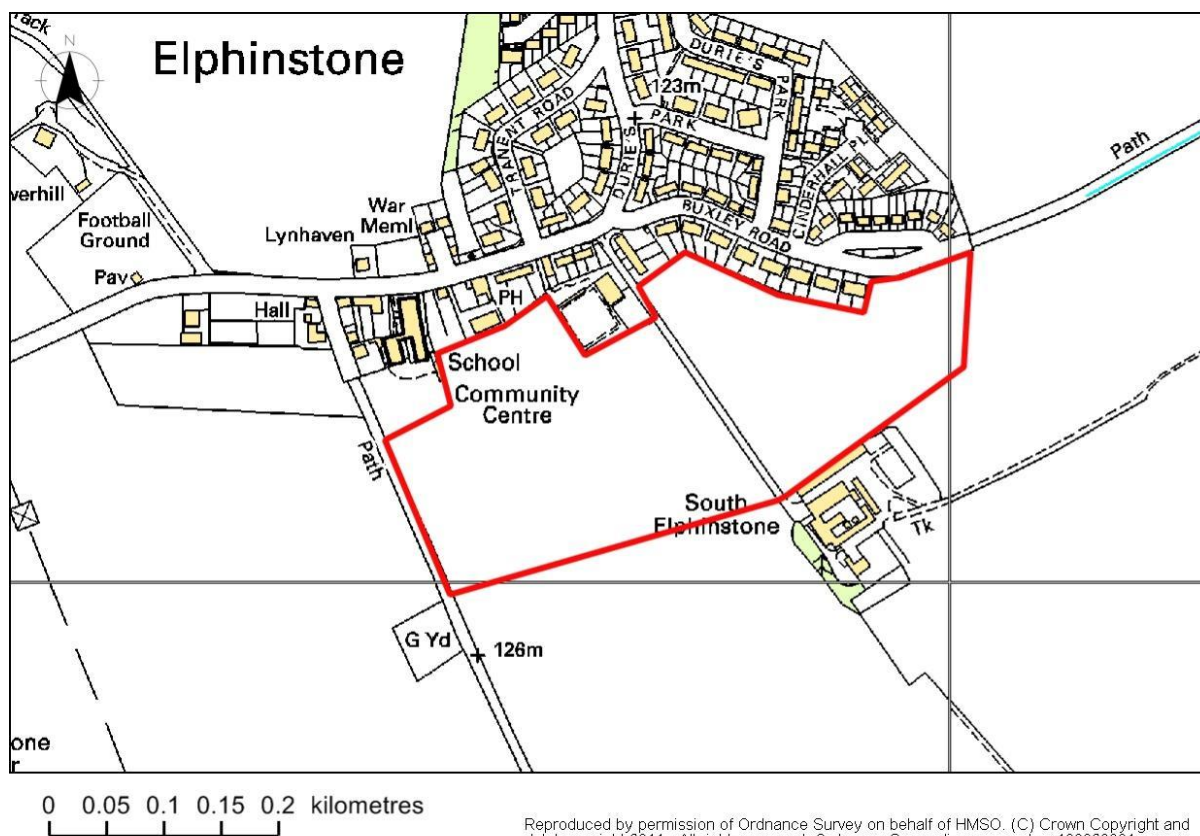 Track
N
Elphinstone
DURIE'S
PARK
123m
PARK
TRANENT ROAD
DURIE'S
CINDERHALL PL
Path
verhill
Football
Ground
War
Meml
Lynhaven
BUXLEY ROAD
Pav
Hall
PH
School
Community
Centre
Path
South
Elphinstone
Tk
G Yd
126m
one
r
0 0.05 0.1 0.15 0.2 kilometres
Reproduced by permission of Ordnance Survey on behalf of HMSO. (C) Crown Copyright and